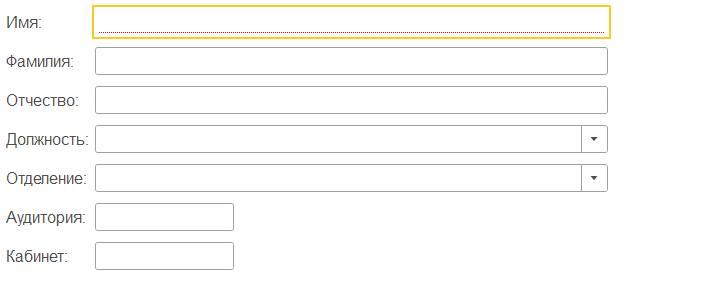 Имя:
Фамилия:
Отчество:
Должность:
Отделение:
Аудитория:
Кабинет: